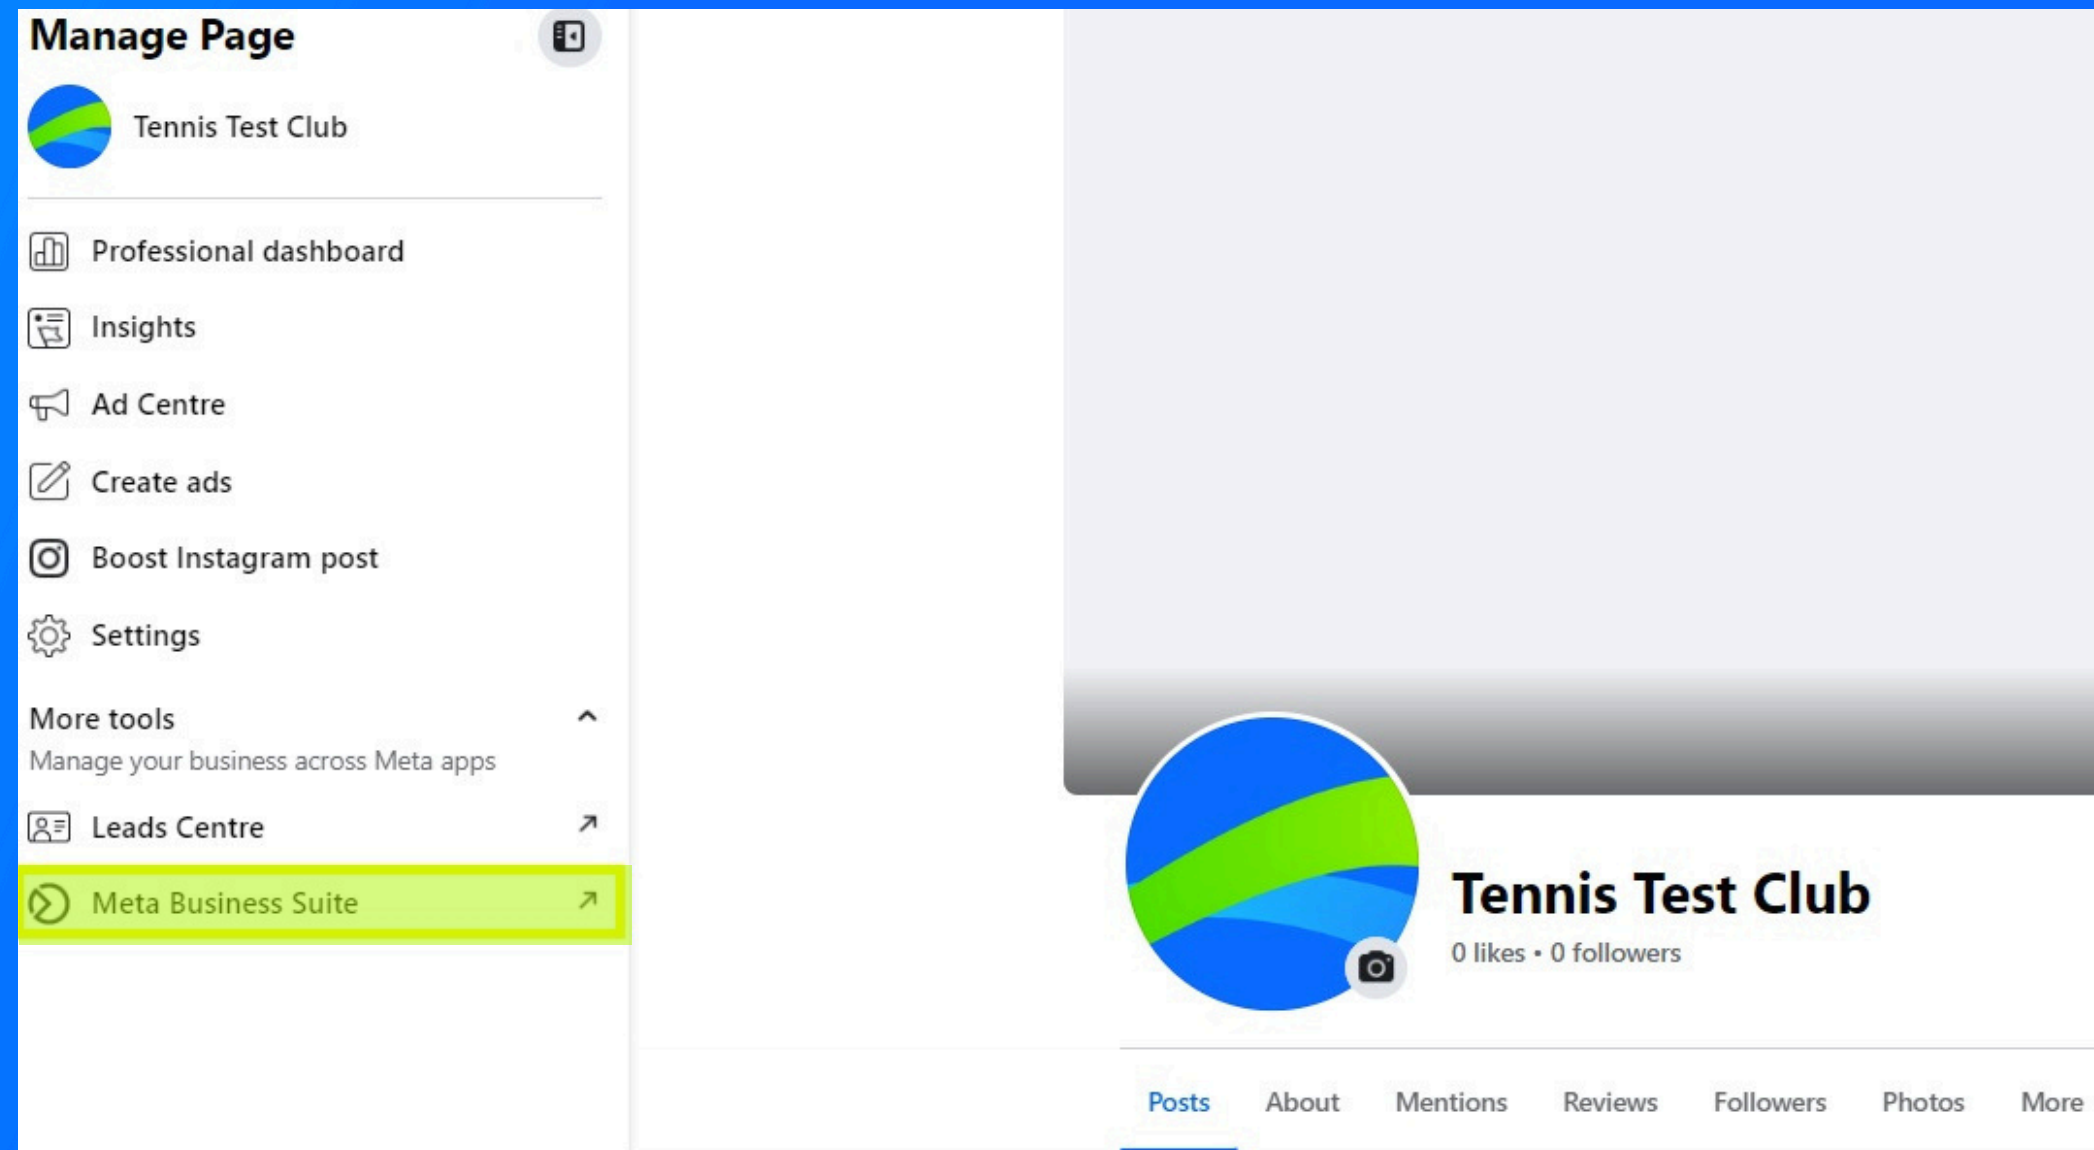 Manage Page
Tennis Test Club
Professional dashboard
Insights
Ad Centre
Create ads
Boost Instagram post
Settings
More tools
Manage your business across Meta apps
Leads Centre
Meta Business Suite
Tennis Test Club
0 likes • 0 followers
Posts About Mentions Reviews Followers Photos More